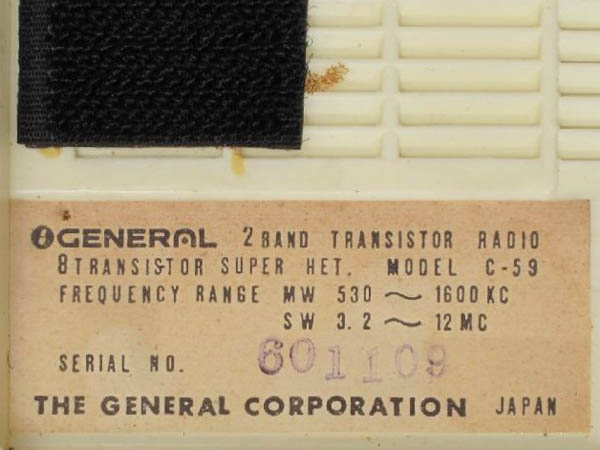 GENERAL 2 BAND TRANSISTOR RADIO
8 TRANSISTOR SUPER HET. MODEL C-59
FREQUENCY RANGE MW 530 ~ 1600 KC
SW 3.2 ~ 12 MC
SERIAL NO. 601109
THE GENERAL CORPORATION JAPAN